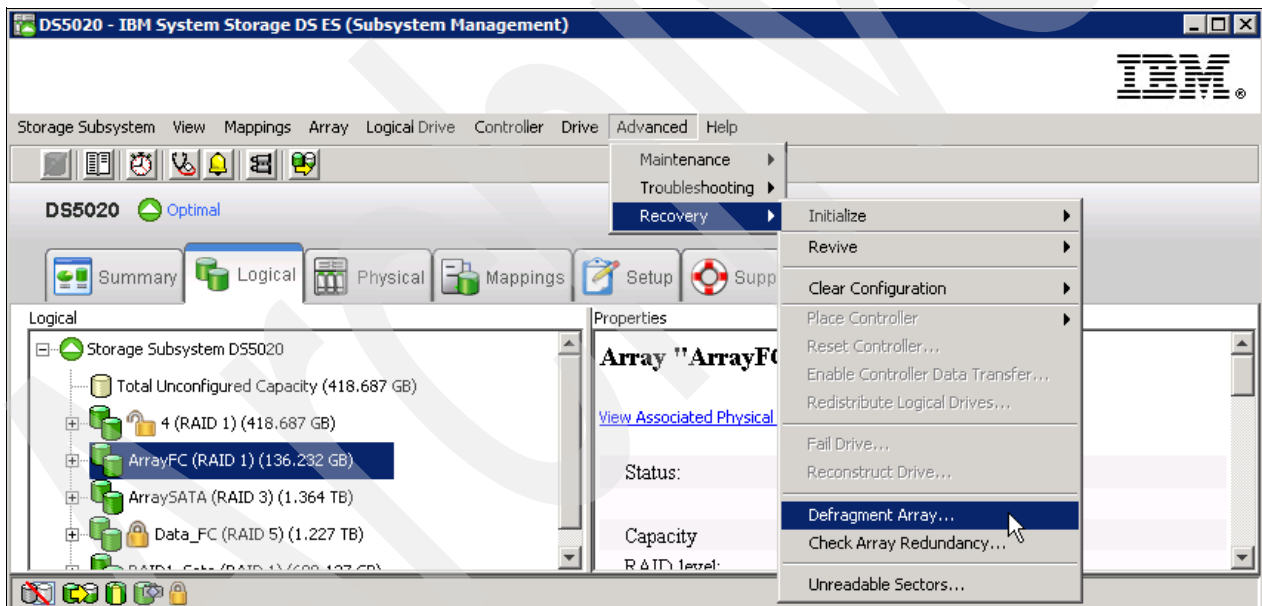 DS5020 - IBM System Storage DS ES (Subsystem Management)
IBM®
Storage Subsystem View Mappings Array Logical Drive Controller Drive Advanced Help
Maintenance
Troubleshooting
Recovery
Initialize
Revive
Clear Configuration
Place Controller
Reset Controller...
Enable Controller Data Transfer...
Redistribute Logical Drives...
Fail Drive...
Reconstruct Drive...
Defragment Array...
Check Array Redundancy...
Unreadable Sectors...
DS5020 Optimal
Summary Logical Physical Mappings Setup Supp
Logical
Storage Subsystem DS5020
Total Unconfigured Capacity (418.687 GB)
4 (RAID 1) (418.687 GB)
ArrayFC (RAID 1) (136.232 GB)
ArraySATA (RAID 3) (1.364 TB)
Data_FC (RAID 5) (1.227 TB)
Properties
Array "ArrayF
View Associated Physical
Status:
Capacity
RAID level: